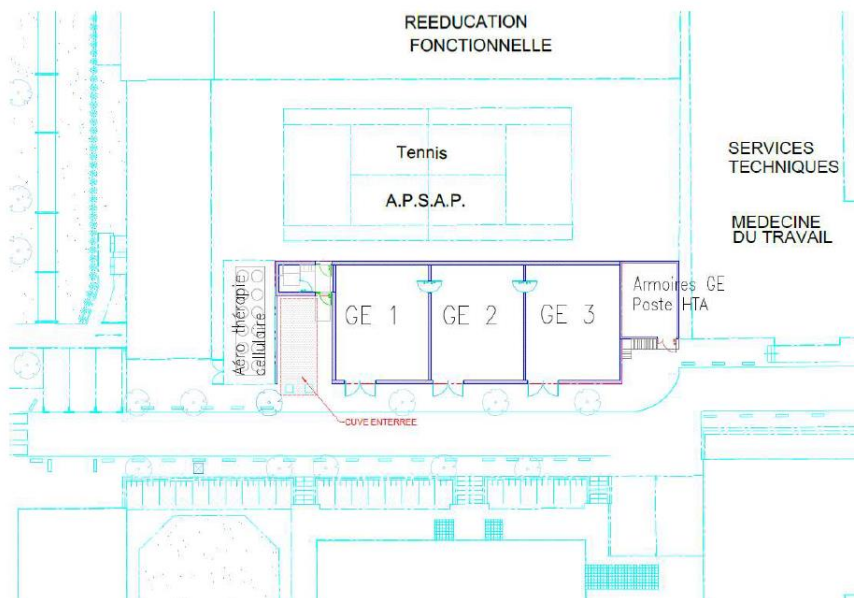 REEDUCATION
FONCTIONNELLE
Tennis
A.P.S.A.P.
SERVICES
TECHNIQUES
MEDECINE
DU TRAVAIL
Aéro thérapie
cellulaire
GE 1
GE 2
GE 3
Armoires GE
Poste HTA
CUVE ENTERREE